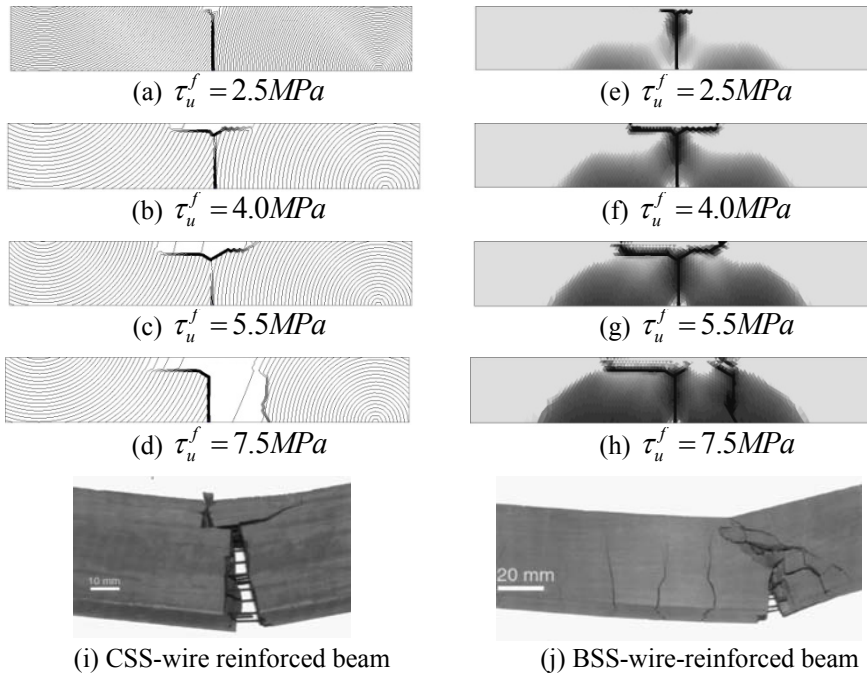 (a) τ_u^f = 2.5MPa
(e) τ_u^f = 2.5MPa
(b) τ_u^f = 4.0MPa
(f) τ_u^f = 4.0MPa
(c) τ_u^f = 5.5MPa
(g) τ_u^f = 5.5MPa
(d) τ_u^f = 7.5MPa
(h) τ_u^f = 7.5MPa
10 mm
20 mm
(i) CSS-wire reinforced beam
(j) BSS-wire-reinforced beam